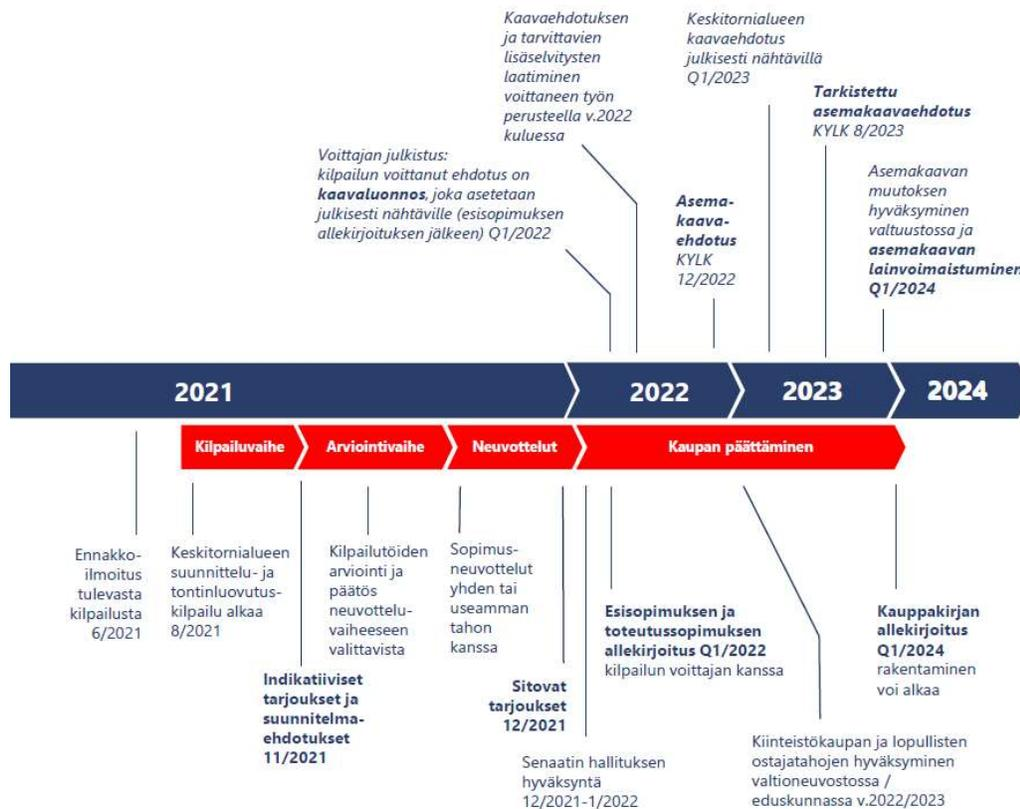 Kaavaehdotuksen
ja tarvittavien
lisäselvitysten
laatiminen
voittaneen työn
perusteella v.2022
kuluessa
Keskitornialueen
kaavaehdotus
julkisesti nähtävillä
Q1/2023
Tarkistettu
asemakaavaehdotus
KYLK 8/2023
Voittajan julkistus:
kilpailun voittanut ehdotus on
kaavaluonnos, joka asetetaan
julkisesti nähtäville (esisopimuksen
allekirjoituksen jälkeen) Q1/2022
Asema-
kaava-
ehdotus
KYLK
12/2022
Asemakaavan
muutoksen
hyväksyminen
valtuustossa ja
asemakaavan
lainvoimaistuminen
Q1/2024
2021
2022
2023
2024
Kilpailuvaihe
Arviointivaihe
Neuvottelut
Kaupan päättäminen
Ennakko-
ilmoitus
tulevasta
kilpailusta
6/2021
Keskitornialueen
suunnittelu- ja
tontinluovutus-
kilpailu alkaa
8/2021
Indikatiiviset
tarjoukset ja
suunnitelma-
ehdotukset
11/2021
Kilpailutöiden
arviointi ja
päätös
neuvottelu-
vaiheeseen
valittavista
Sopimus-
neuvottelut
yhden tai
useamman
tahon
kanssa
Sitovat
tarjoukset
12/2021
Senaatin hallituksen
hyväksyntä
12/2021-1/2022
Esisopimuksen ja
toteutussopimuksen
allekirjoitus Q1/2022
kilpailun voittajan kanssa
Kiinteistökaupan ja lopullisten
ostajatahojen hyväksyminen
valtioneuvostossa /
eduskunnassa v.2022/2023
Kauppakirjan
allekirjoitus
Q1/2024
rakentaminen
voi alkaa